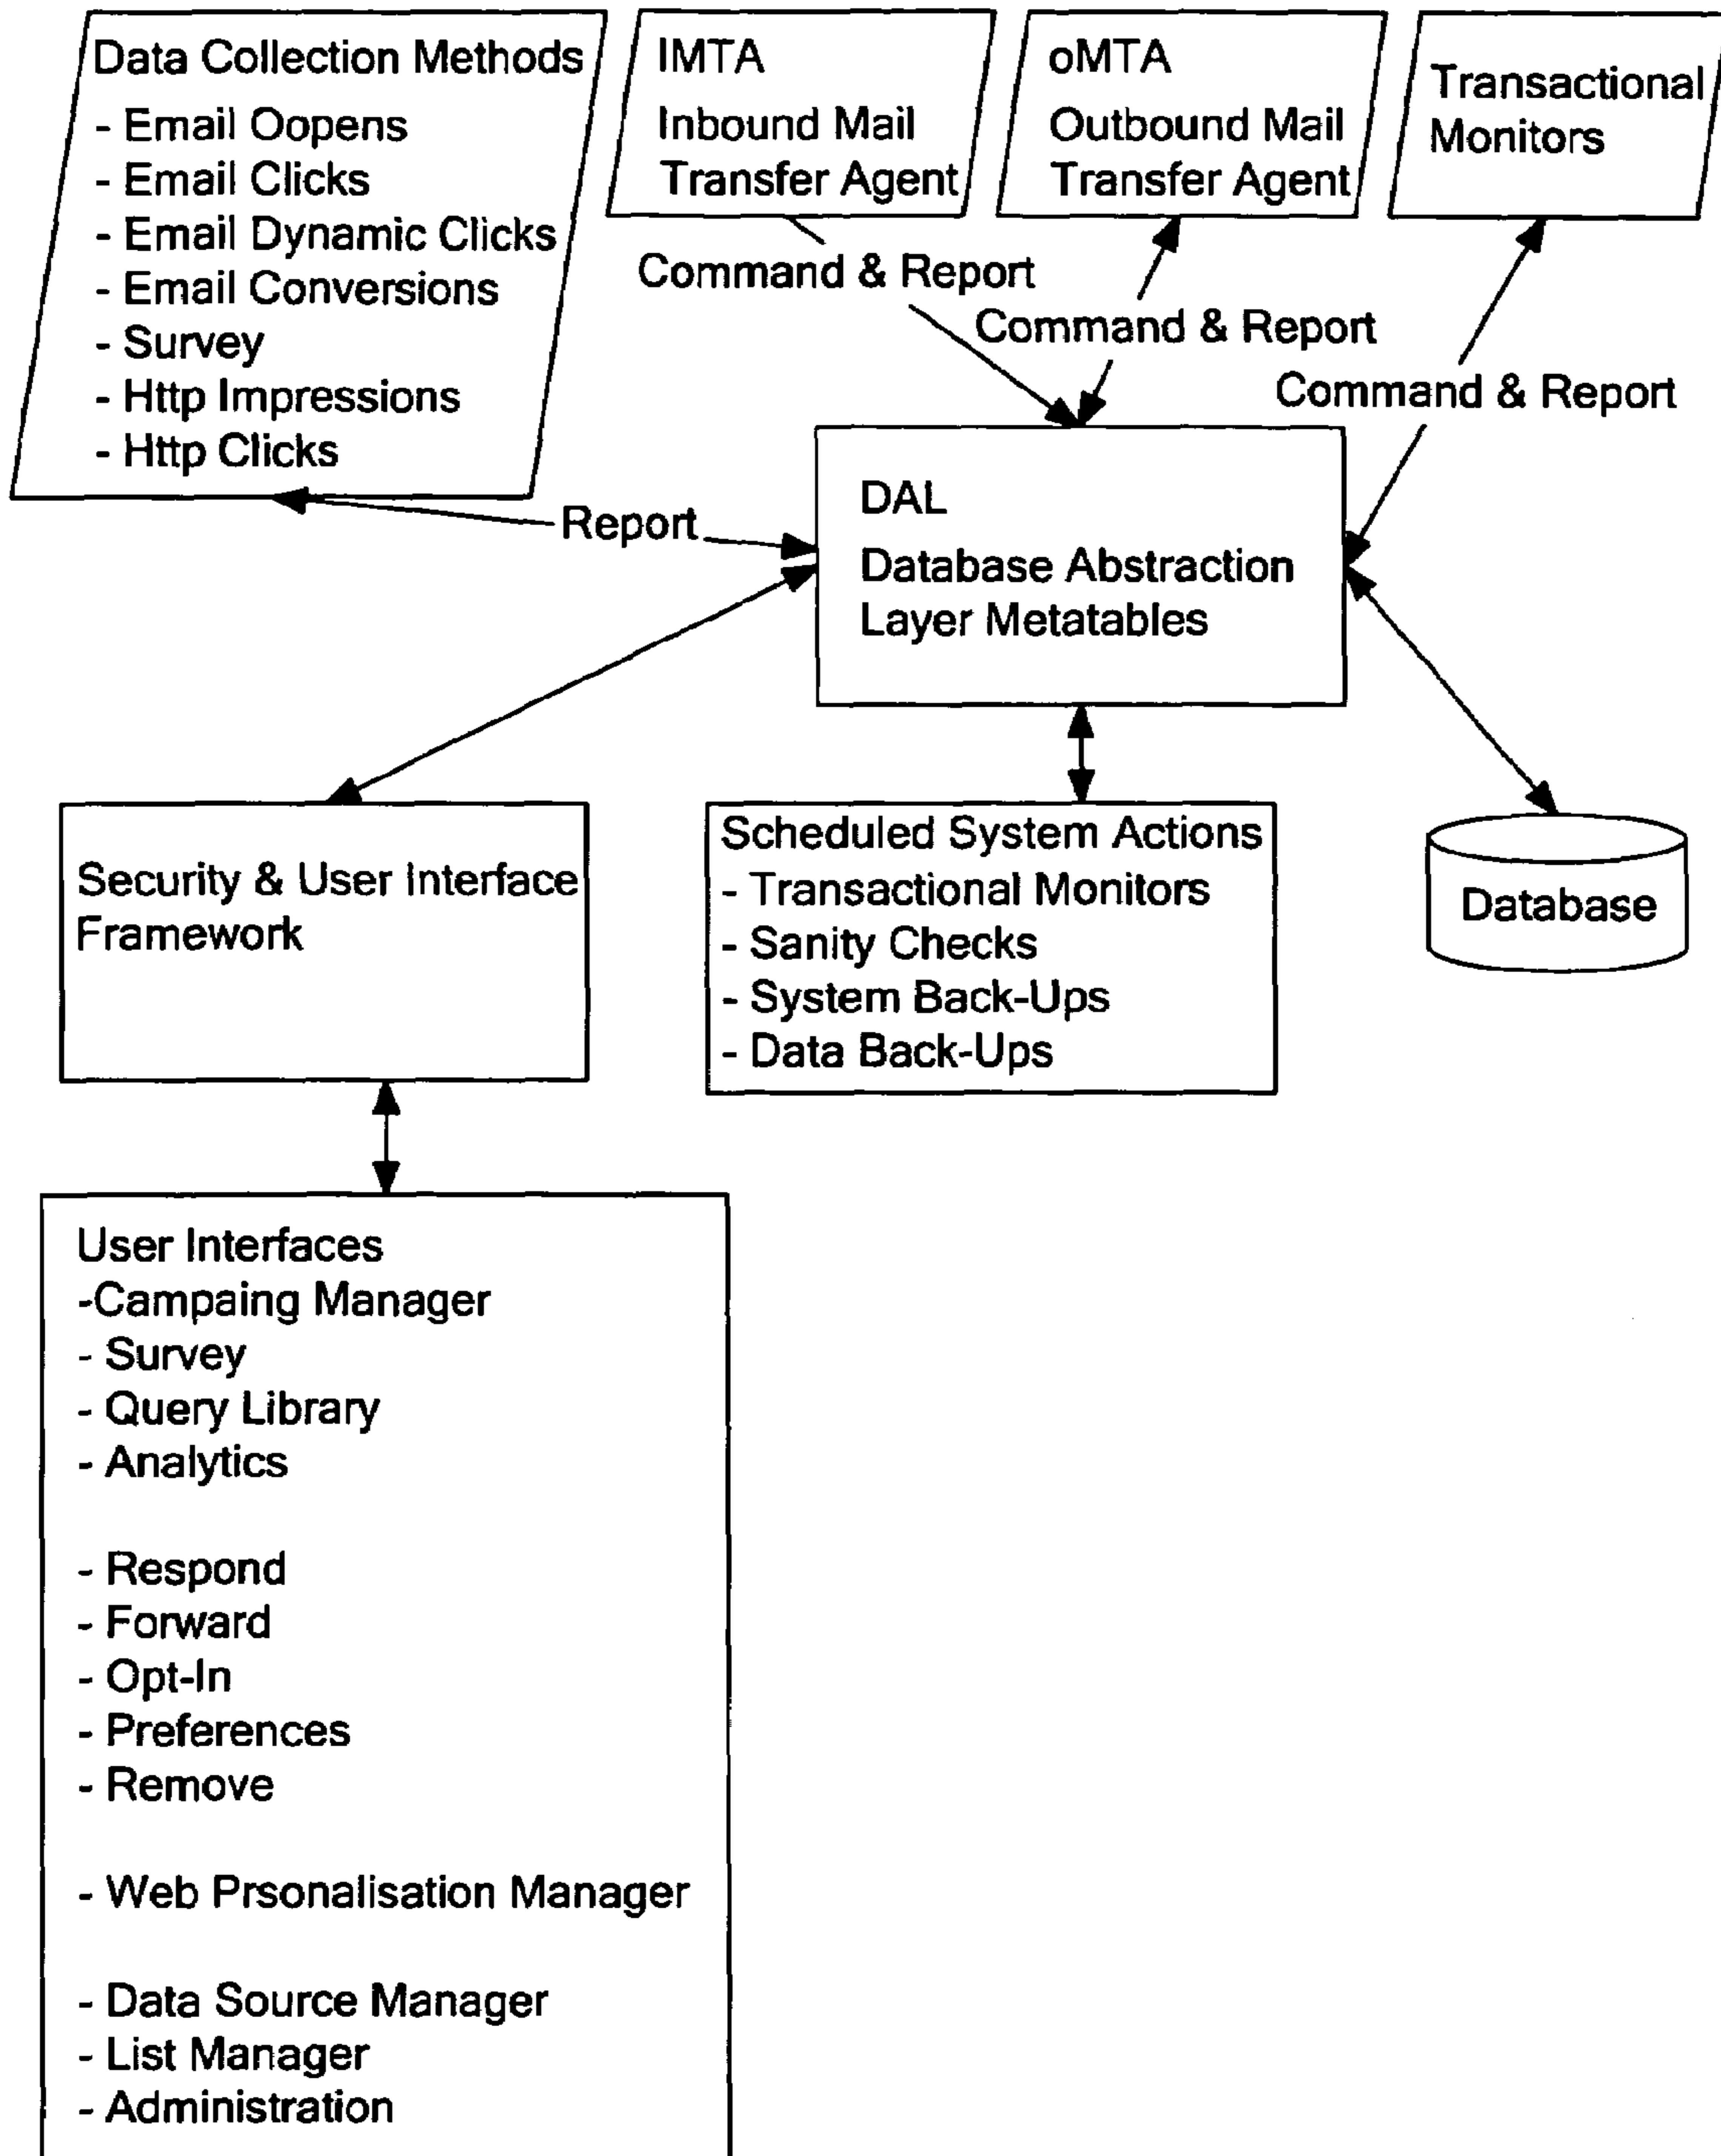 Data Collection Methods
- Email Oopens
- Email Clicks
- Email Dynamic Clicks
- Email Conversions
- Survey
- Http Impressions
- Http Clicks
IMTA
Inbound Mail
Transfer Agent
oMTA
Outbound Mail
Transfer Agent
Transactional
Monitors
Command & Report
Command & Report
Command & Report
Report
DAL
Database Abstraction
Layer Metatables
Security & User Interface
Framework
Scheduled System Actions
- Transactional Monitors
- Sanity Checks
- System Back-Ups
- Data Back-Ups
Database
User Interfaces
-Campaing Manager
- Survey
- Query Library
- Analytics
- Respond
- Forward
- Opt-In
- Preferences
- Remove
- Web Prsonalisation Manager
- Data Source Manager
- List Manager
- Administration